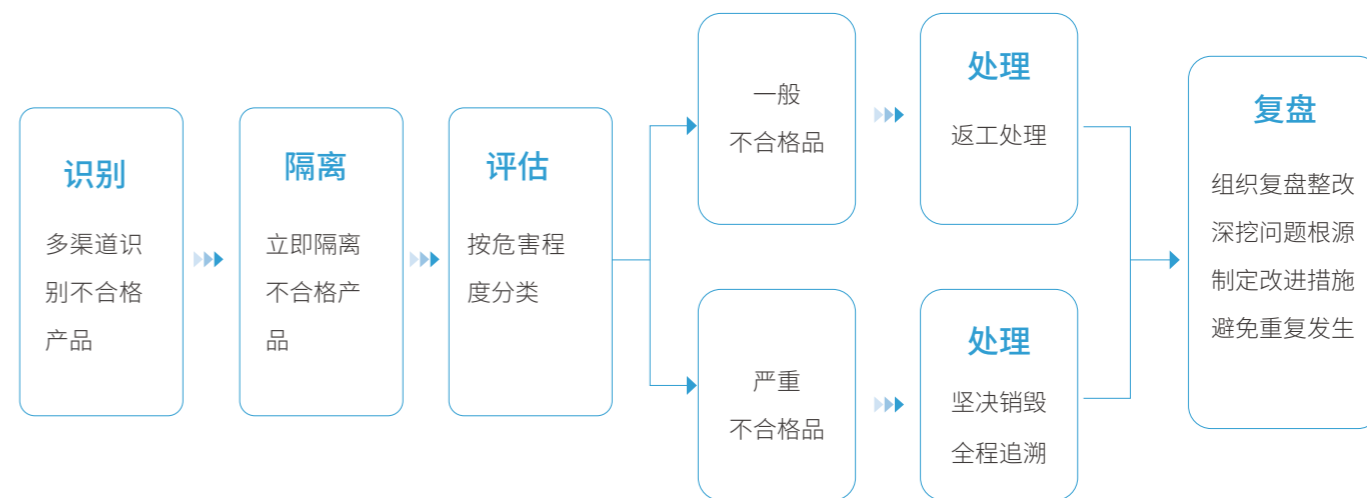 识别
多渠道识
别不合格
产品
隔离
立即隔离
不合格产
品
评估
按危害程
度分类
一般
不合格品
处理
返工处理
严重
不合格品
处理
坚决销毁
全程追溯
复盘
组织复盘整改
深挖问题根源
制定改进措施
避免重复发生